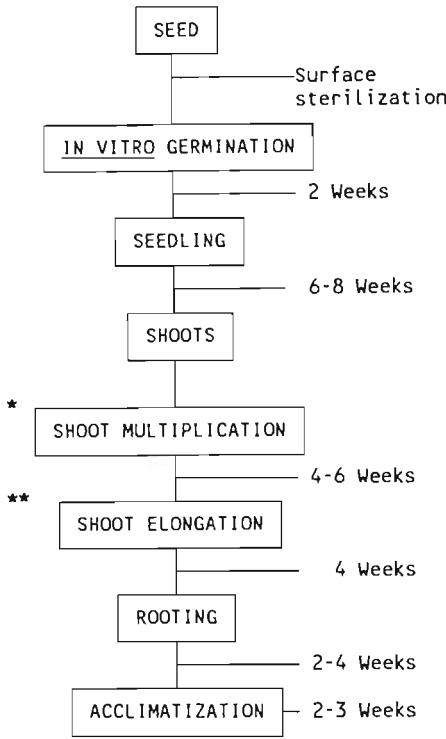 SEED
Surface
sterilization
IN VITRO GERMINATION
2 Weeks
SEEDLING
6-8 Weeks
SHOOTS
*
SHOOT MULTIPLICATION
4-6 Weeks
**
SHOOT ELONGATION
4 Weeks
ROOTING
2-4 Weeks
ACCLIMATIZATION
2-3 Weeks